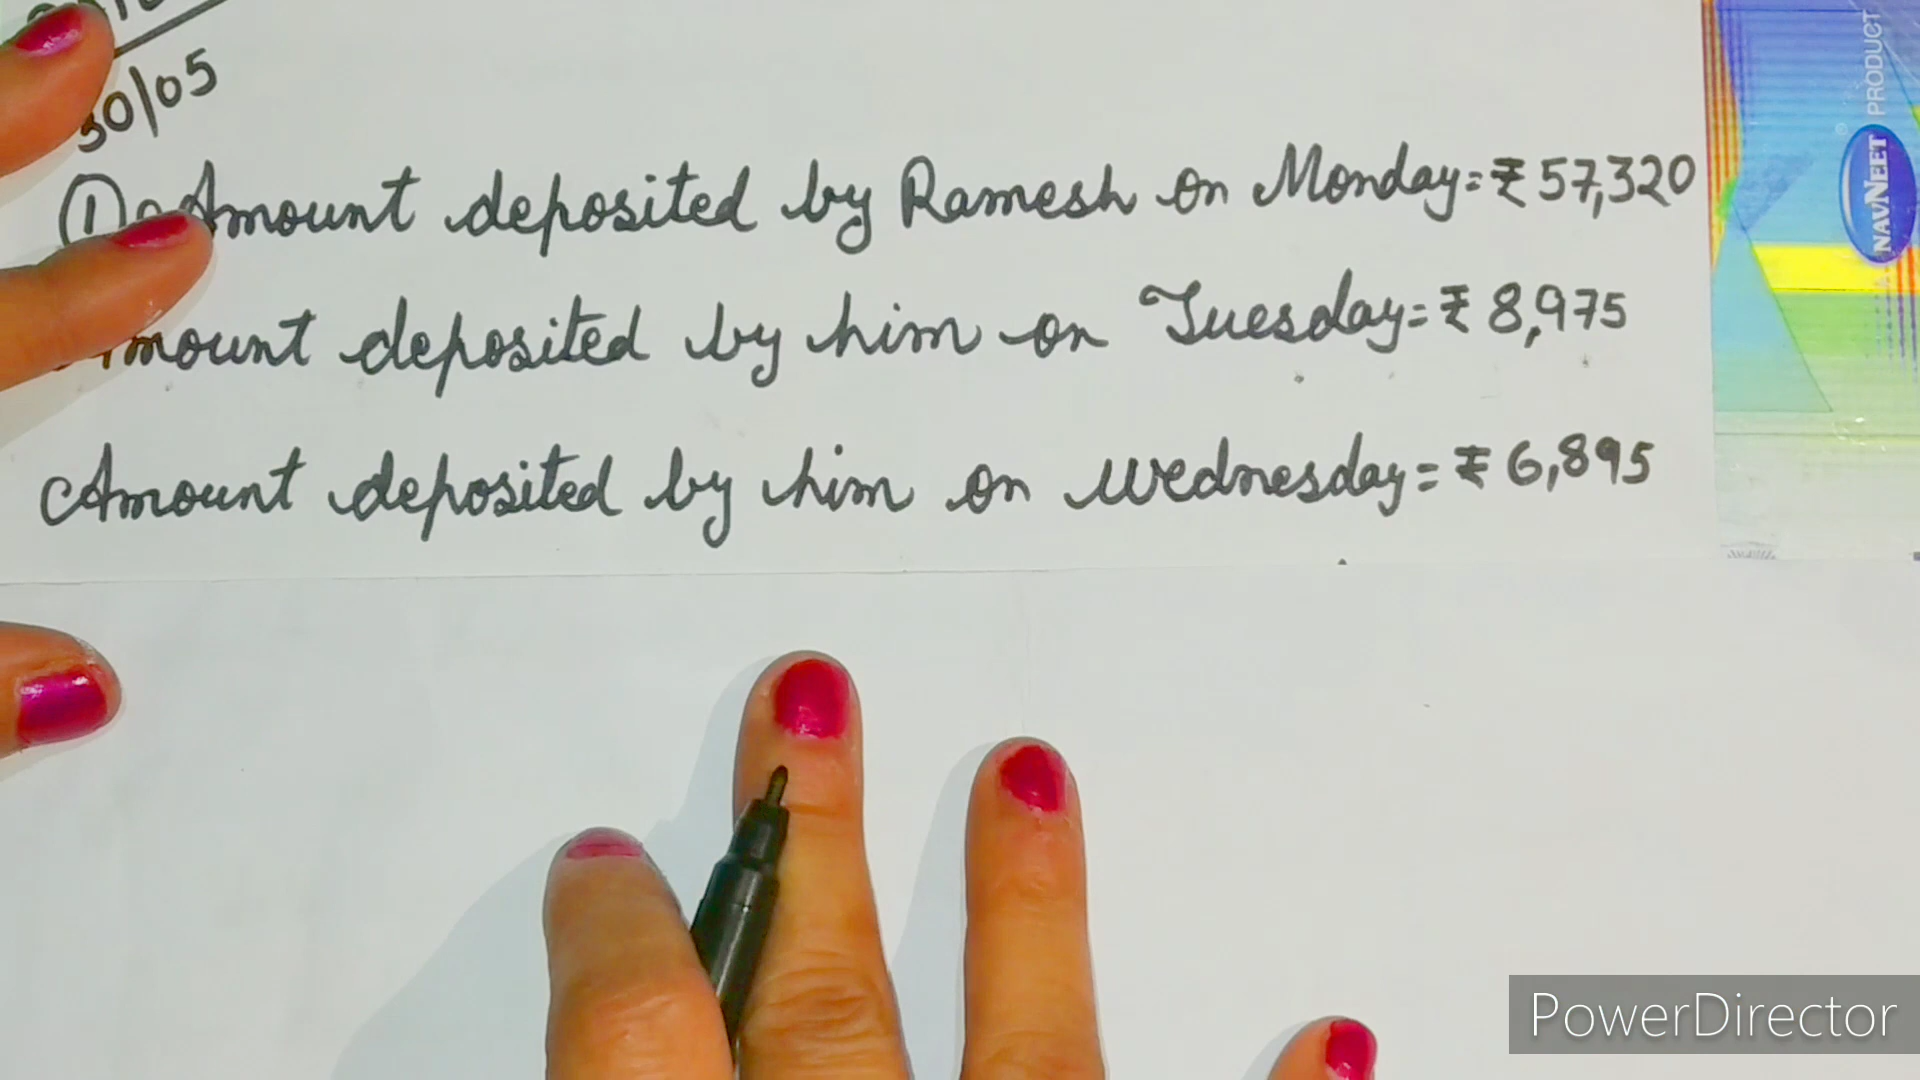 30/05
① Amount deposited by Ramesh on Monday=₹57,320
Amount deposited by him on Tuesday=₹8,975
Amount deposited by him on Wednesday=₹6,895
NAVNEET PRODUCT
PowerDirector